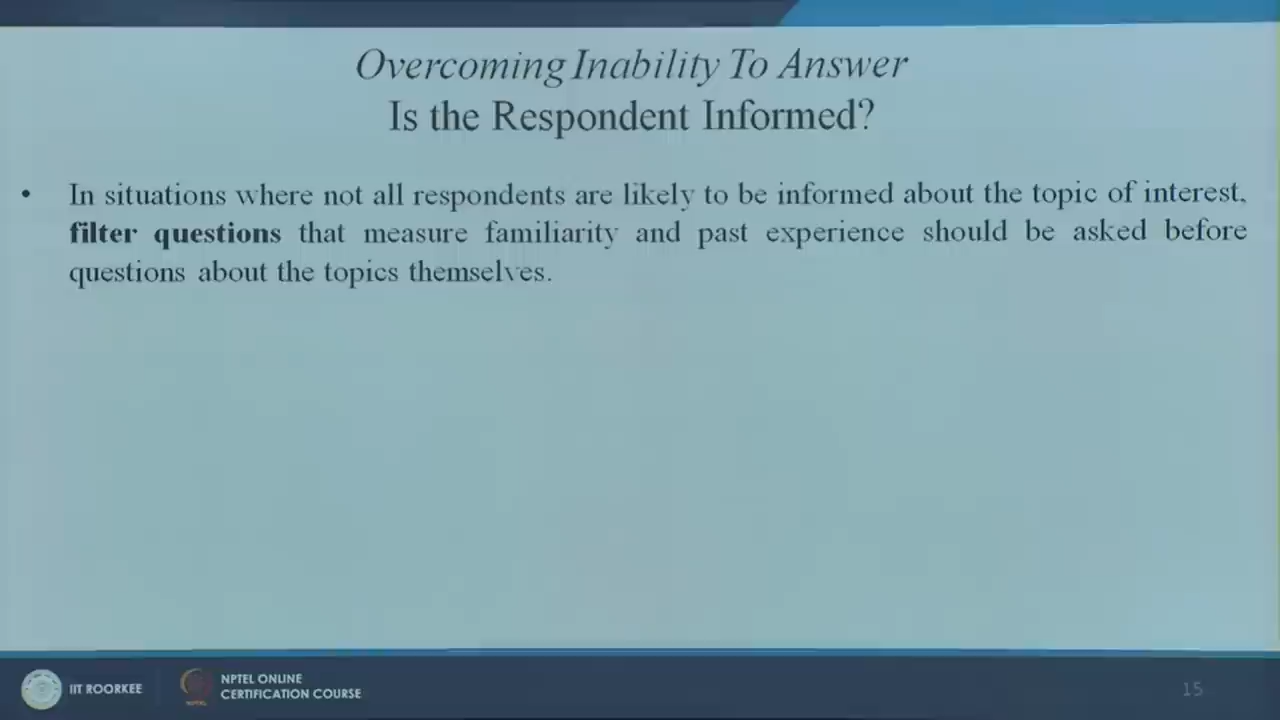 Overcoming Inability To Answer
Is the Respondent Informed?
• In situations where not all respondents are likely to be informed about the topic of interest,
filter questions that measure familiarity and past experience should be asked before
questions about the topics themselves.
IIT ROORKEE
NPTEL ONLINE
CERTIFICATION COURSE
15